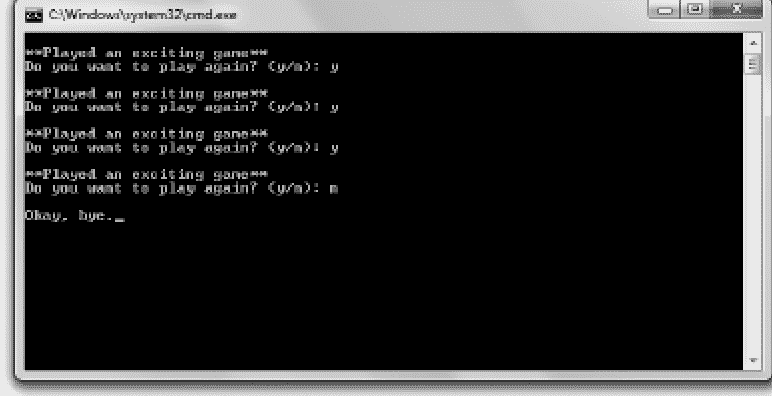 C:\Windows\system32\cmd.exe
**Played an exciting game**
Do you want to play again? (y/n): y
**Played an exciting game**
Do you want to play again? (y/n): y
**Played an exciting game**
Do you want to play again? (y/n): y
**Played an exciting game**
Do you want to play again? (y/n): n
Okay, bye._